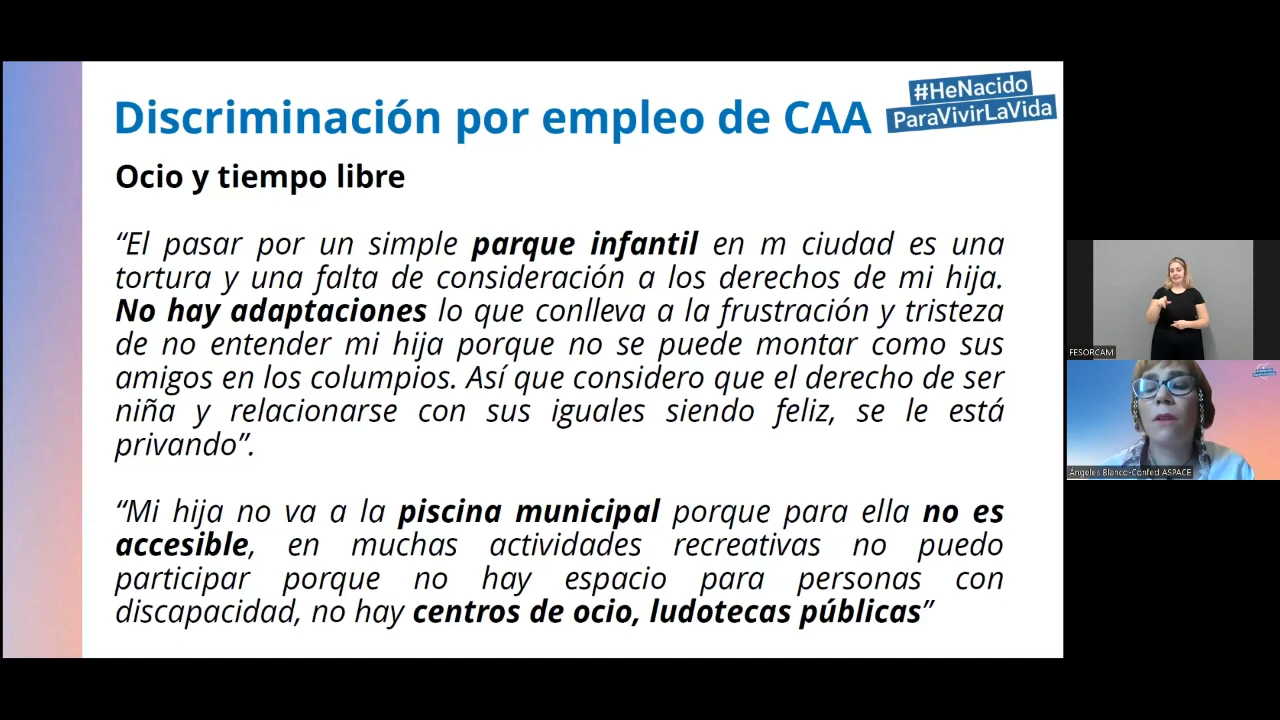 Discriminación por empleo de CAA
#HeNacido
ParaVivirLaVida
Ocio y tiempo libre
“El pasar por un simple parque infantil en m ciudad es una
tortura y una falta de consideración a los derechos de mi hija.
No hay adaptaciones lo que conlleva a la frustración y tristeza
de no entender mi hija porque no se puede montar como sus
amigos en los columpios. Así que considero que el derecho de ser
niña y relacionarse con sus iguales siendo feliz, se le está
privando”.
“Mi hija no va a la piscina municipal porque para ella no es
accesible, en muchas actividades recreativas no puedo
participar porque no hay espacio para personas con
discapacidad, no hay centros de ocio, ludotecas públicas”
FESORCAM
Ángeles Blanco-Confed ASPACE